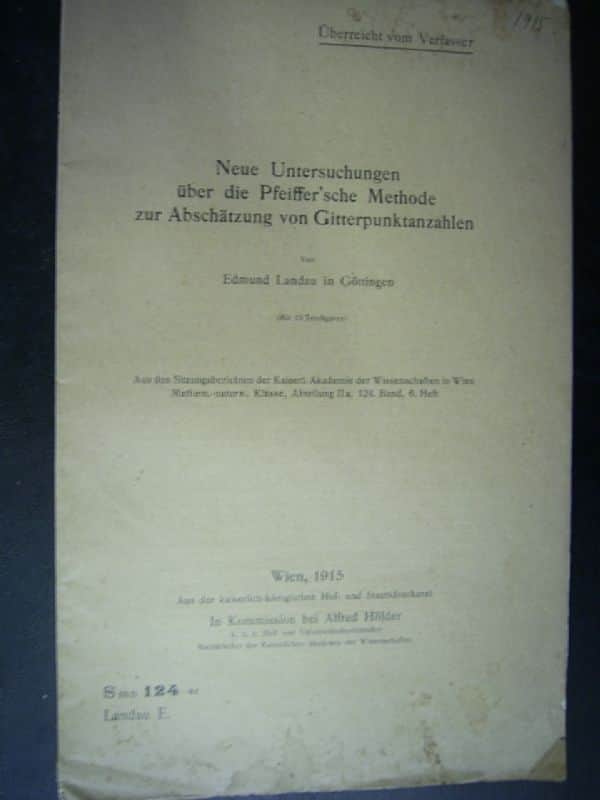 1915
Überreicht vom Verfasser
Neue Untersuchungen
über die Pfeiffer'sche Methode
zur Abschätzung von Gitterpunktanzahlen
Von
Edmund Landau in Göttingen
(Mit Textfiguren)
Aus den Sitzungsberichten der Kaiserl. Akademie der Wissenschaften in Wien
Mathem.-naturw. Klasse, Abteilung IIa, 124. Band, 6. Heft
Wien, 1915
Aus der kaiserlich-königlichen Hof- und Staatsdruckerei
In Kommission bei Alfred Hölder
Buchhändler der Kaiserlichen Akademie der Wissenschaften
S 124
Landau E.